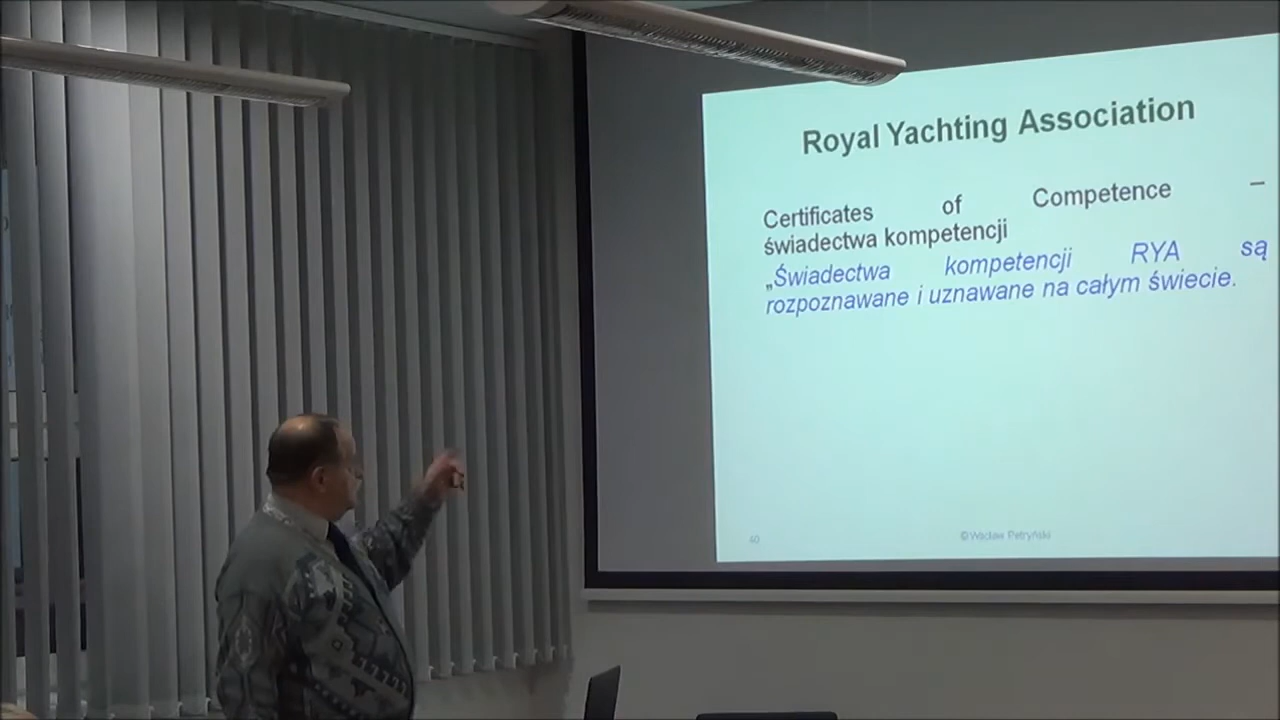 Royal Yachting Association
Certificates of Competence –
świadectwa kompetencji
„Świadectwa kompetencji RYA są
rozpoznawane i uznawane na całym świecie.
40
©Wacław Petryński